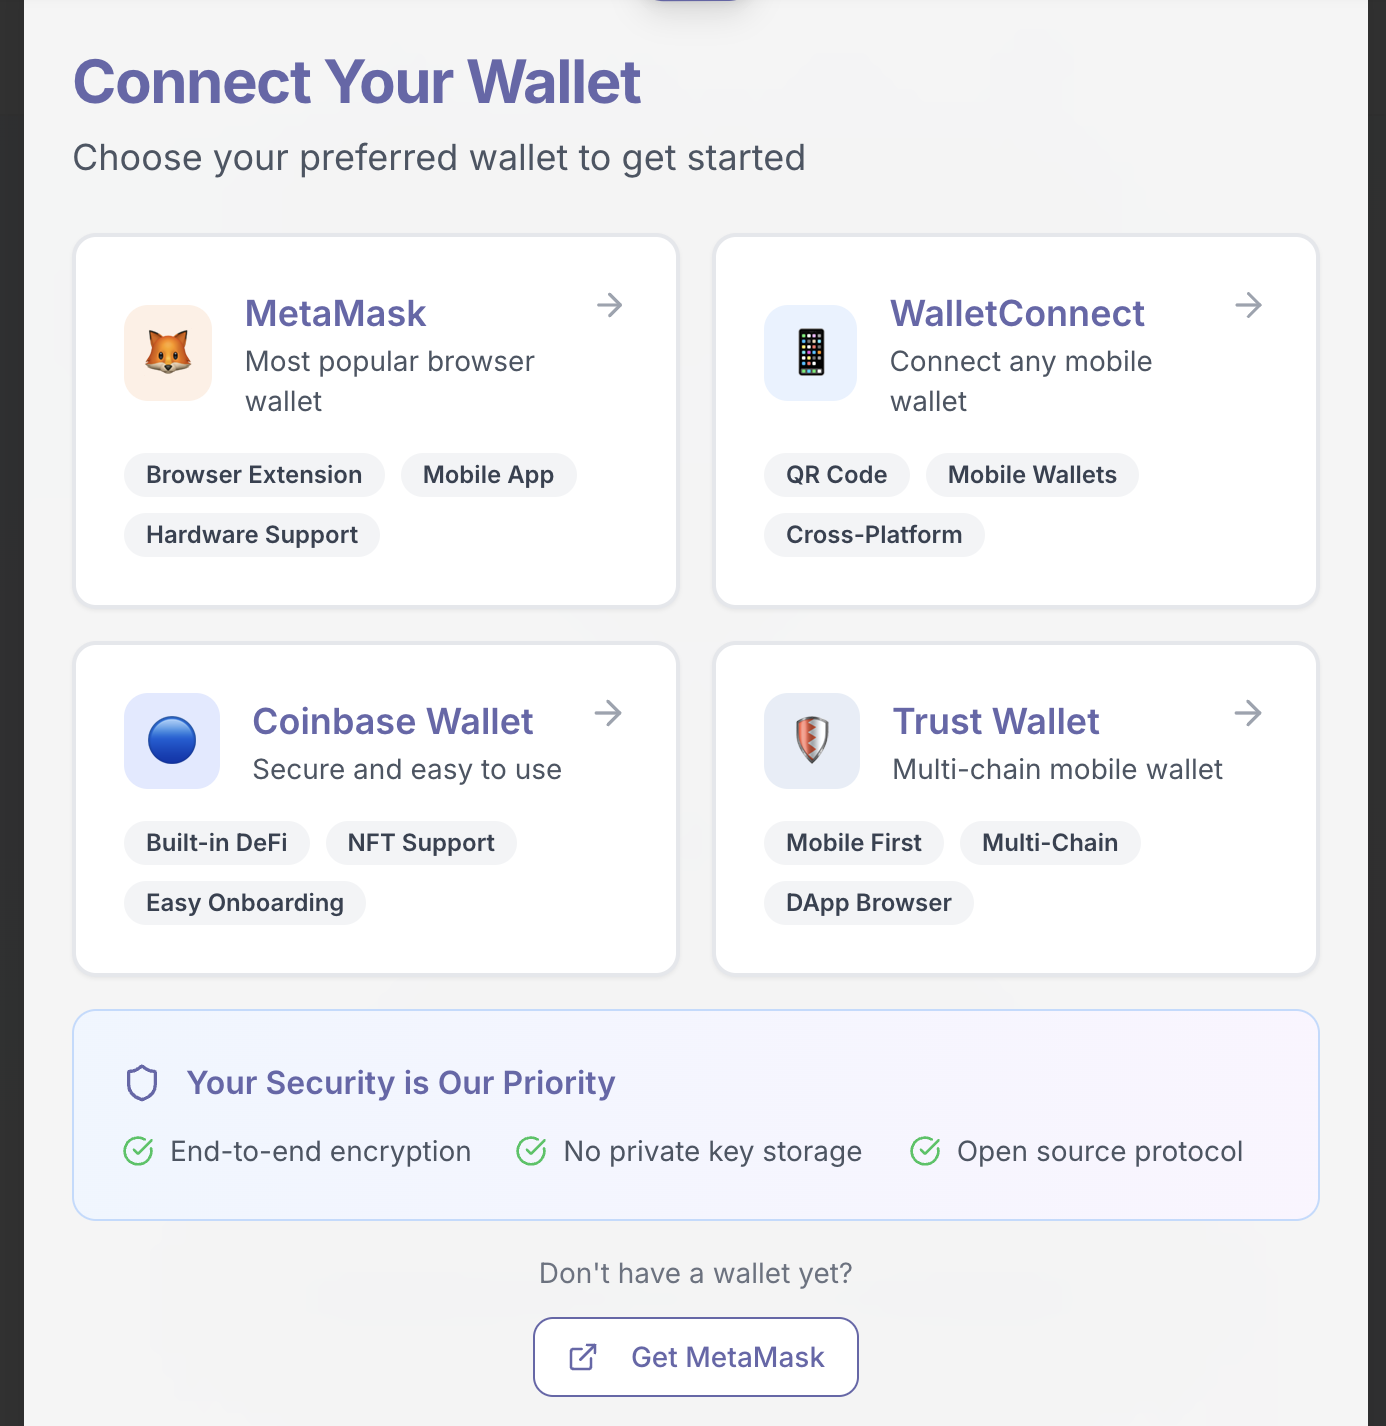 Connect Your Wallet
Choose your preferred wallet to get started
MetaMask
Most popular browser
wallet
Browser Extension
Mobile App
Hardware Support
WalletConnect
Connect any mobile
wallet
QR Code
Mobile Wallets
Cross-Platform
Coinbase Wallet
Secure and easy to use
Built-in DeFi
NFT Support
Easy Onboarding
Trust Wallet
Multi-chain mobile wallet
Mobile First
Multi-Chain
DApp Browser
Your Security is Our Priority
End-to-end encryption
No private key storage
Open source protocol
Don't have a wallet yet?
Get MetaMask